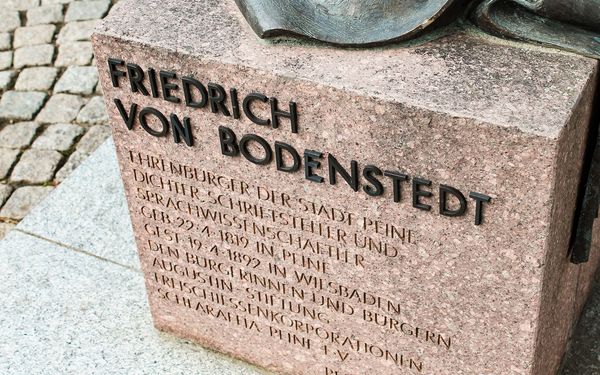 FRIEDRICH
VON BODENSTEDT
EHRENBÜRGER DER STADT PEINE
DICHTER, SCHRIFTSTELLER UND
SPRACHWISSENSCHAFTLER
GEB. 22.4.1819 IN PEINE
GEST. 19.4.1892 IN WIESBADEN
DEN BÜRGERINNEN UND BÜRGERN
AUGUSTIN-STIFTUNG
FREISCHIESSENKORPORATIONEN
SCHLARAFFIA PEINE E.V.